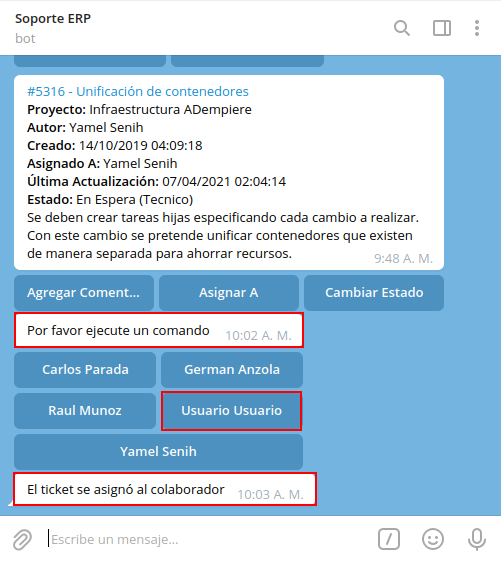 Soporte ERP
bot
#5316 - Unificación de contenedores
Proyecto: Infraestructura ADempiere
Autor: Yamel Senih
Creado: 14/10/2019 04:09:18
Asignado A: Yamel Senih
Última Actualización: 07/04/2021 02:04:14
Estado: En Espera (Tecnico)
Se deben crear tareas hijas especificando cada cambio a realizar.
Con este cambio se pretende unificar contenedores que existen
de manera separada para ahorrar recursos.
9:48 A. M.
Agregar Coment... Asignar A Cambiar Estado
Por favor ejecute un comando 10:02 A. M.
Carlos Parada German Anzola
Raul Munoz Usuario Usuario
Yamel Senih
El ticket se asignó al colaborador 10:03 A. M.
Escribe un mensaje...